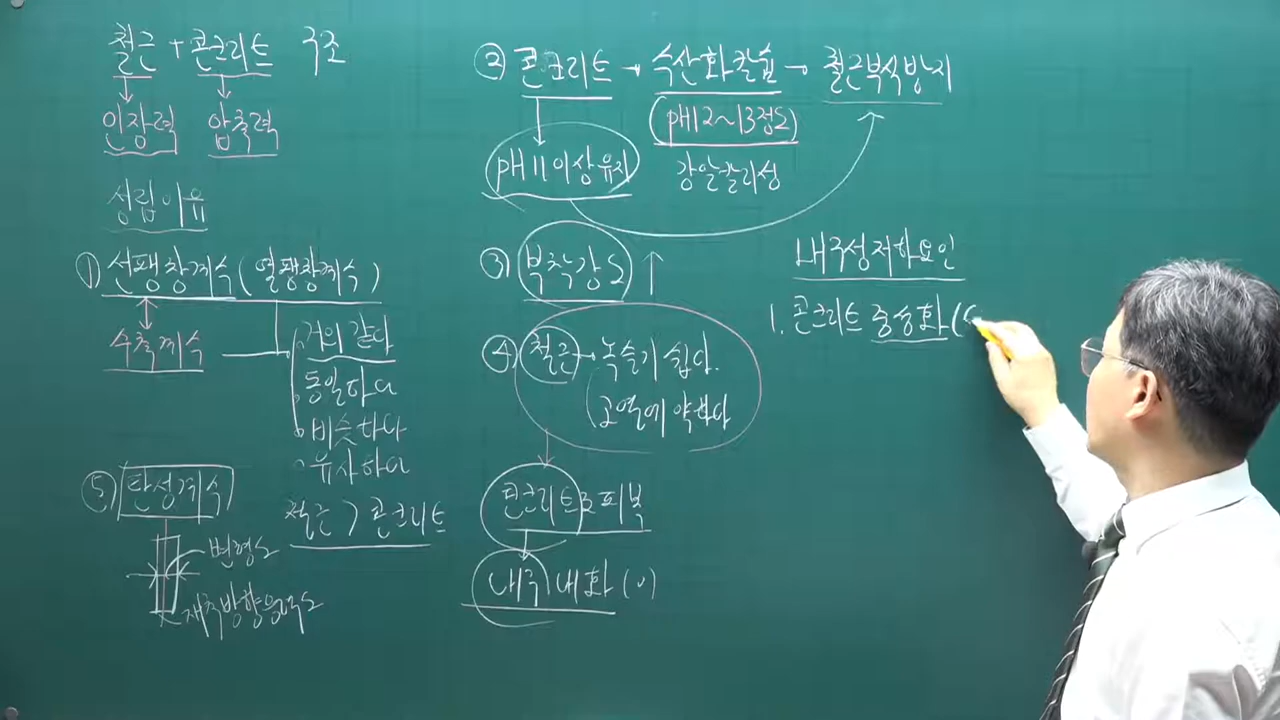 철근 + 콘크리트 구조
인장력 압축력
성립이유
① 선팽창계수 (열팽창계수)
수축계수
거의 같다
동일하다
비슷하다
유사하다
⑤ 탄성계수
철근 > 콘크리트
변형도
재축방향응력도
② 콘크리트 → 수산화칼슘 → 철근부식방지
pH12~13정도
pH11이상유지
강알칼리성
③ 부착강도 ↑
④ 철근 → 녹슬기 쉽다.
고열에 약하다
콘크리트로 피복
내구 내화 (0)
내구성저하요인
1. 콘크리트 중성화 (